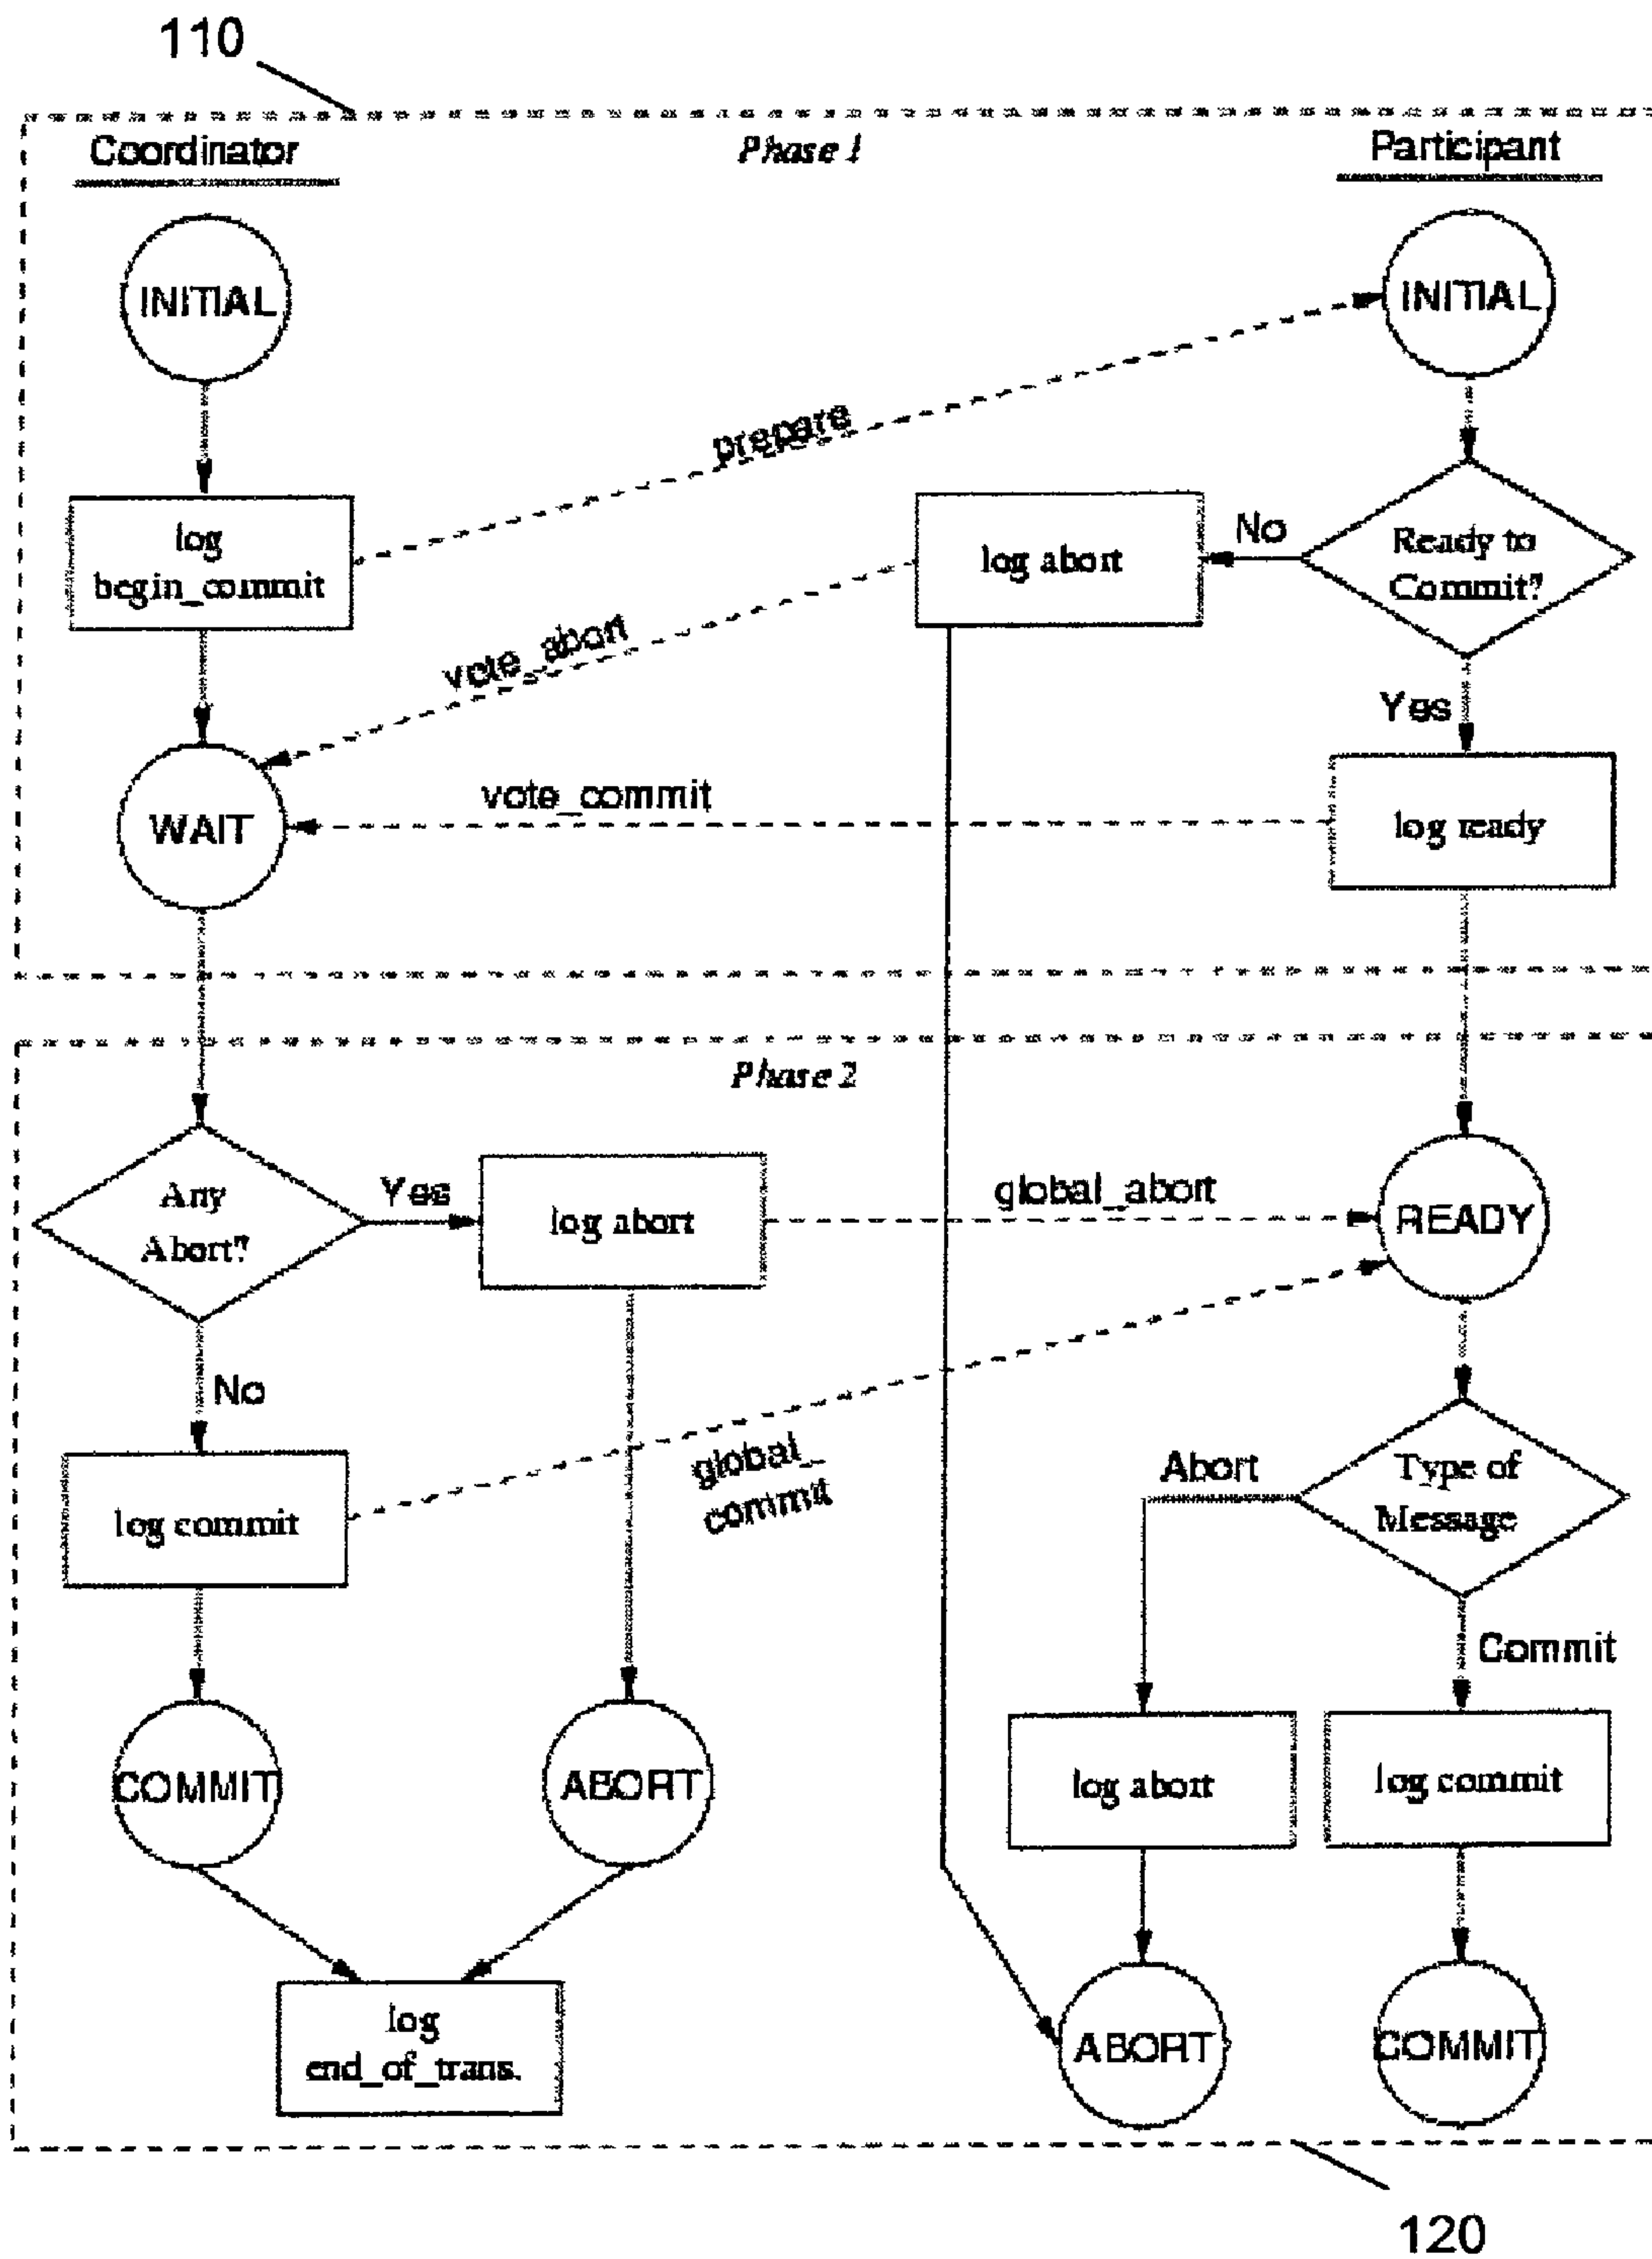 110
Coordinator
Phase 1
Participant
INITIAL
INITIAL
prepare
log
begin_commit
log abort
No
Ready to
Commit?
vote_abort
Yes
vote_commit
WAIT
log ready
Phase 2
Any
Abort?
Yes
log abort
global_abort
READY
No
log commit
global_
commit
Abort
Type of
Message
Commit
COMMIT
ABORT
log abort
log commit
log
end_of_trans.
ABORT
COMMIT
120